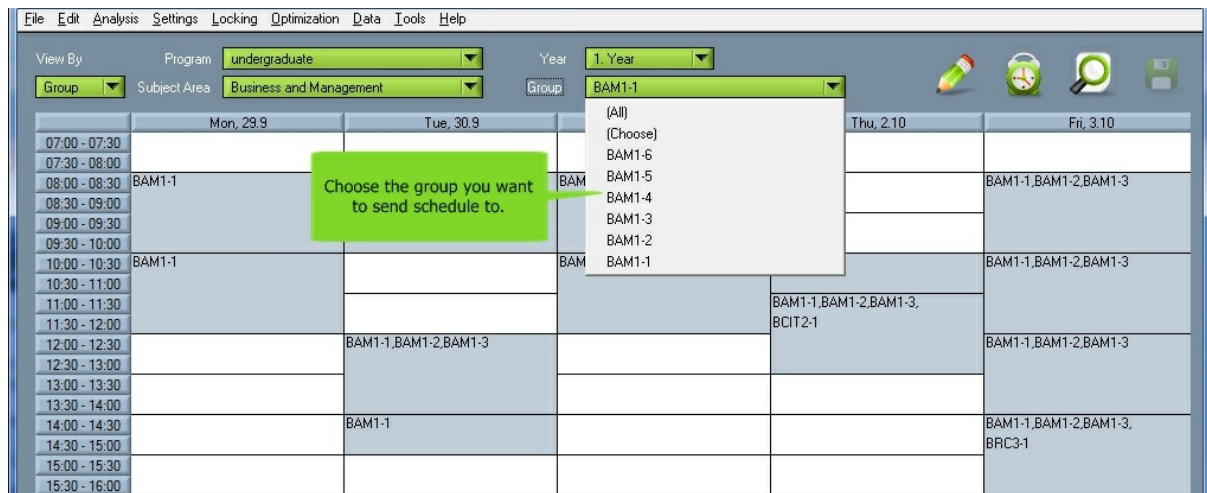 File Edit Analysis Settings Locking Optimization Data Tools Help
View By Program undergraduate Year 1. Year
Group Subject Area Business and Management Group BAM1-1
(All)
(Choose)
BAM1-6
BAM1-5
BAM1-4
BAM1-3
BAM1-2
BAM1-1
Choose the group you want
to send schedule to.
Mon, 29.9 Tue, 30.9 Thu, 2.10 Fri, 3.10
07:00 - 07:30
07:30 - 08:00
08:00 - 08:30 BAM1-1 BAM BAM1-1,BAM1-2,BAM1-3
08:30 - 09:00
09:00 - 09:30
09:30 - 10:00
10:00 - 10:30 BAM1-1 BAM BAM1-1,BAM1-2,BAM1-3
10:30 - 11:00
11:00 - 11:30 BAM1-1,BAM1-2,BAM1-3,
11:30 - 12:00 BCIT2-1
12:00 - 12:30 BAM1-1,BAM1-2,BAM1-3 BAM1-1,BAM1-2,BAM1-3
12:30 - 13:00
13:00 - 13:30
13:30 - 14:00
14:00 - 14:30 BAM1-1 BAM1-1,BAM1-2,BAM1-3,
14:30 - 15:00 BRC3-1
15:00 - 15:30
15:30 - 16:00